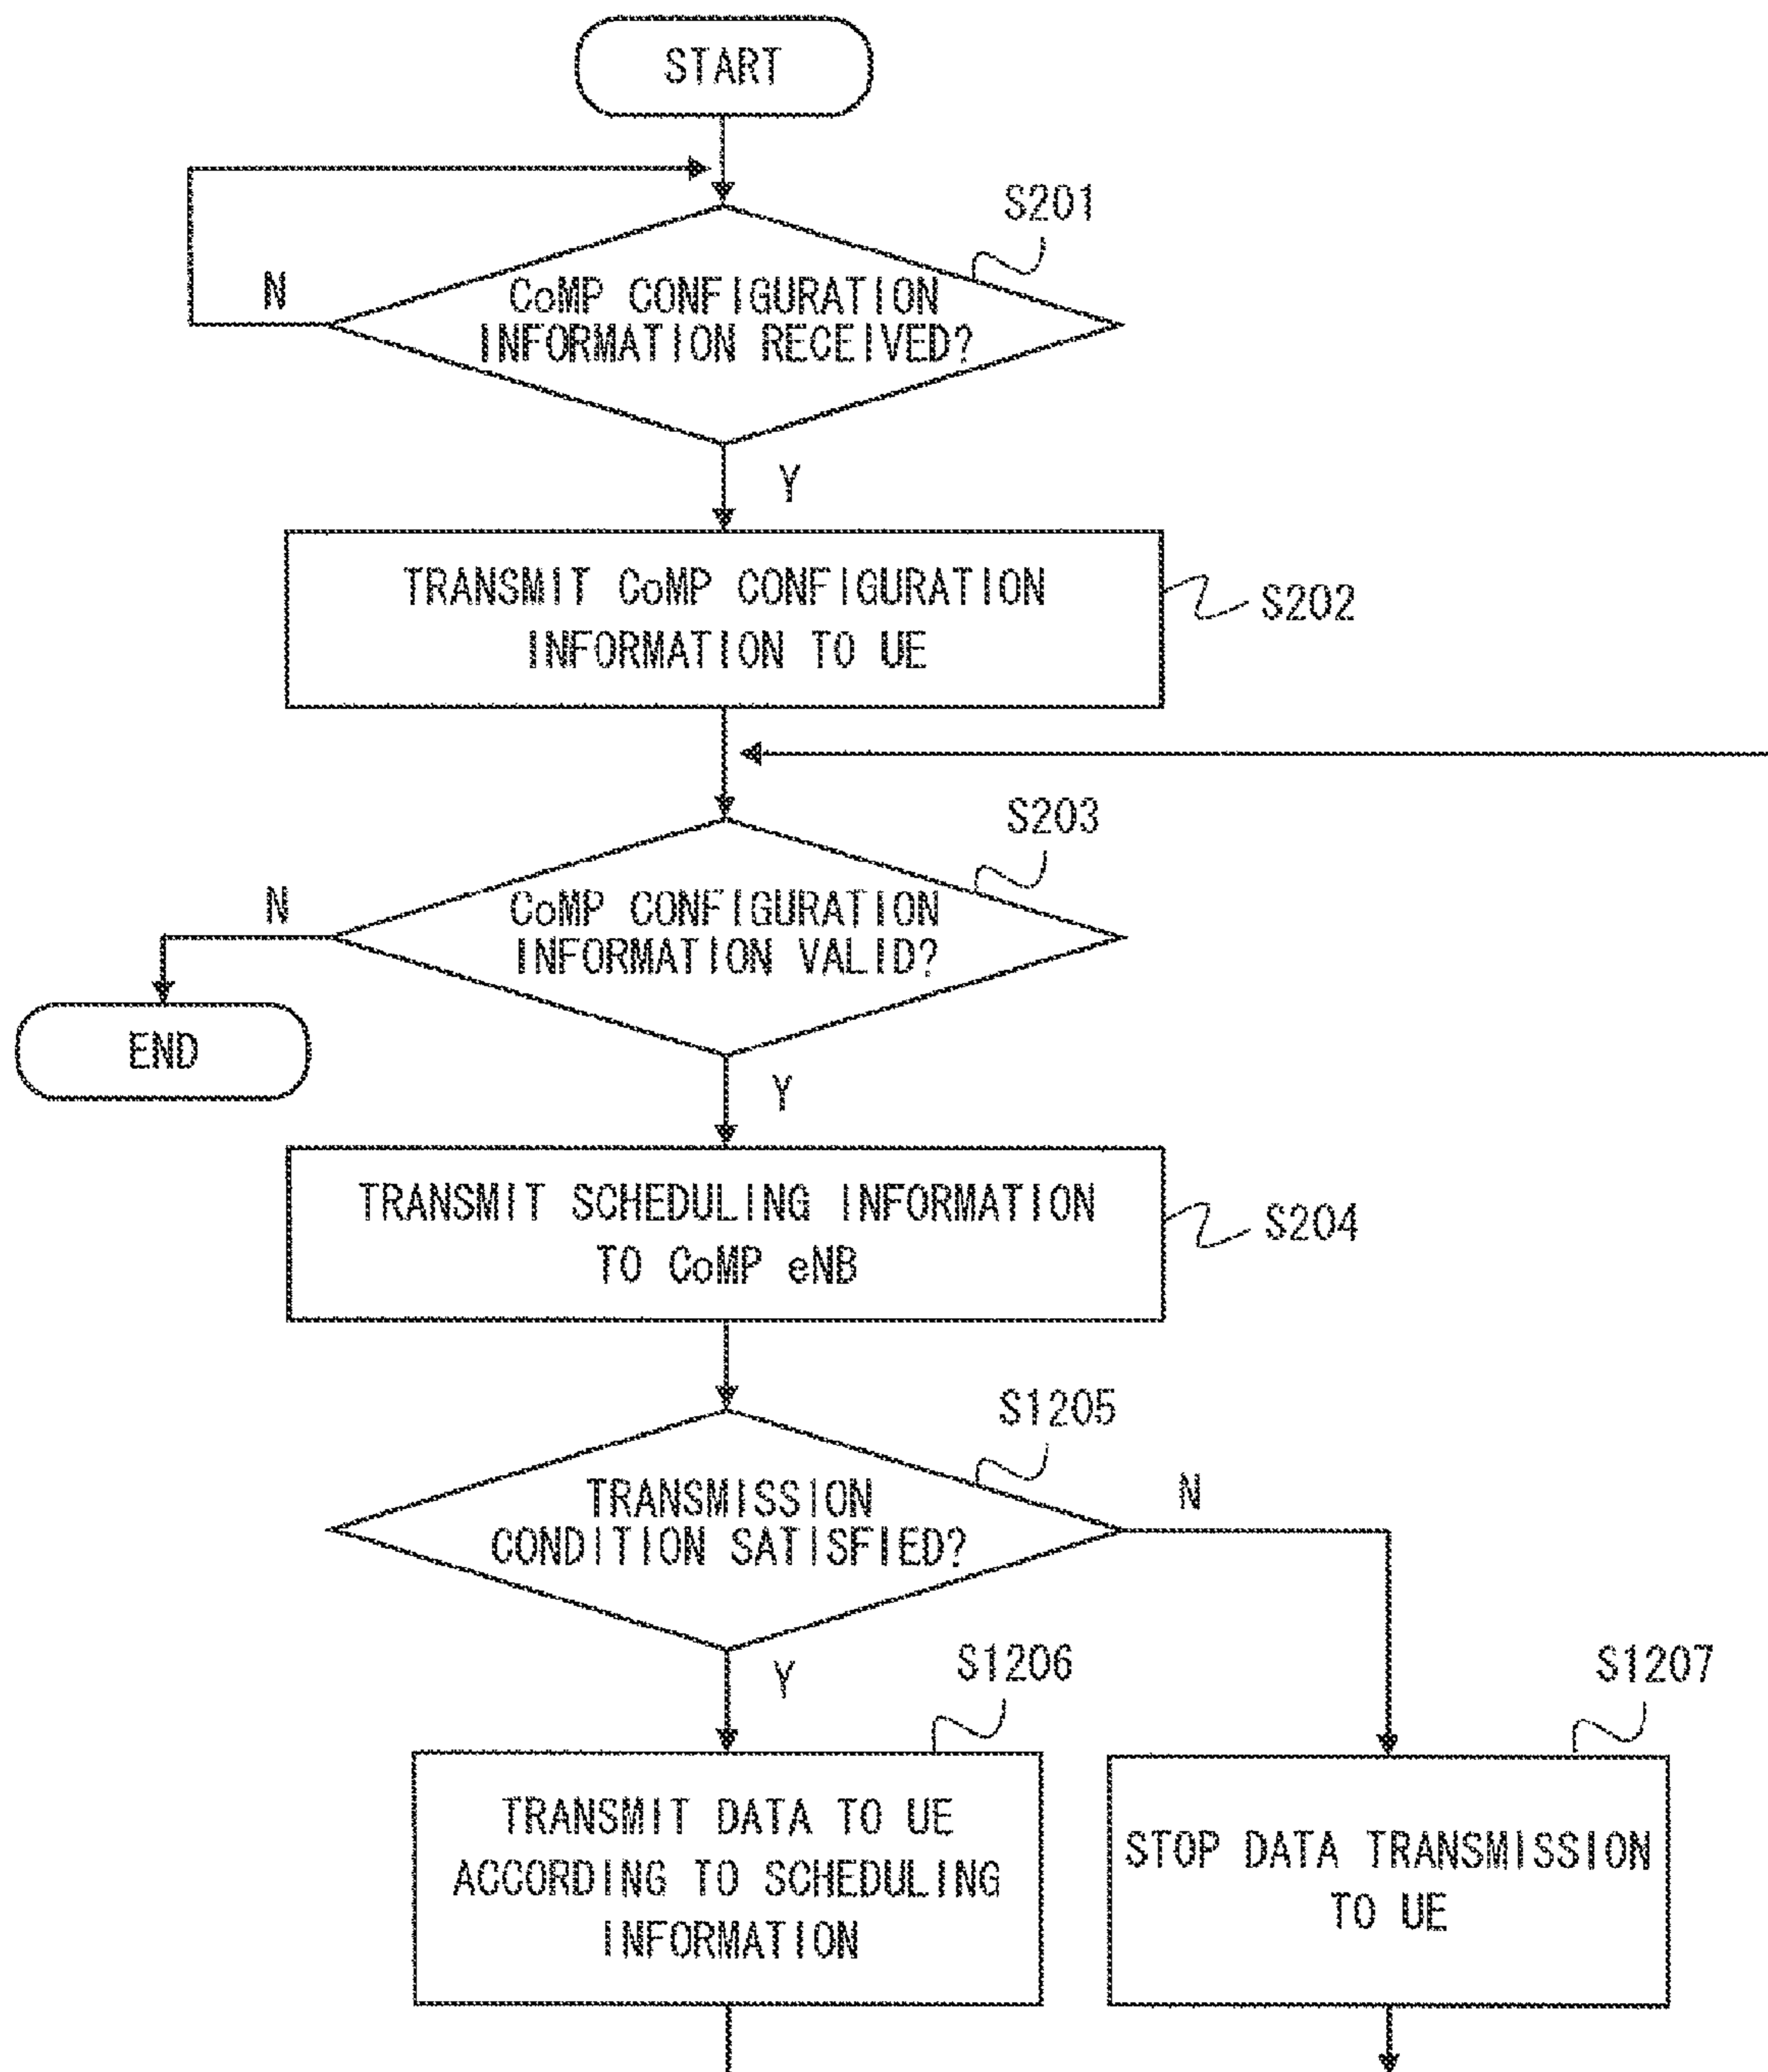 START
S201
N
CoMP CONFIGURATION
INFORMATION RECEIVED?
Y
TRANSMIT CoMP CONFIGURATION
INFORMATION TO UE
S202
S203
N
CoMP CONFIGURATION
INFORMATION VALID?
END
Y
TRANSMIT SCHEDULING INFORMATION
TO CoMP eNB
S204
S1205
TRANSMISSION
CONDITION SATISFIED?
N
Y
S1206
S1207
TRANSMIT DATA TO UE
ACCORDING TO SCHEDULING
INFORMATION
STOP DATA TRANSMISSION
TO UE